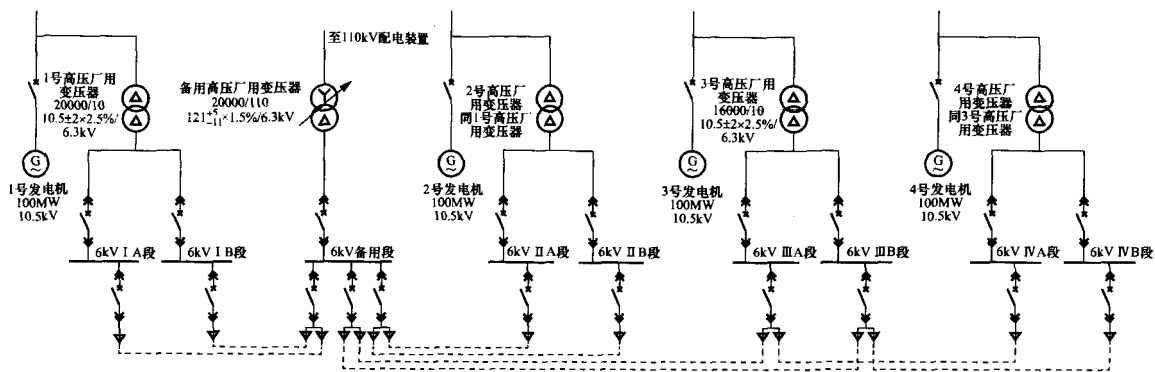 至110kV配电装置
1号高压厂用
变压器
20000/10
10.5±2×2.5%/
6.3kV
备用高压厂用变压器
20000/110
121+5−11×1.5%/6.3kV
2号高压厂
用变压器
同1号高压厂
用变压器
3号高压厂用
变压器
16000/10
10.5±2×2.5%/
6.3kV
4号高压厂
用变压器
同3号高压厂
用变压器
G
~
G
~
G
~
G
~
1号发电机
100MW
10.5kV
2号发电机
100MW
10.5kV
3号发电机
100MW
10.5kV
4号发电机
100MW
10.5kV
6kV ⅠA段
6kV ⅠB段
6kV备用段
6kV ⅡA段
6kV ⅡB段
6kV ⅢA段
6kV ⅢB段
6kV ⅣA段
6kV ⅣB段